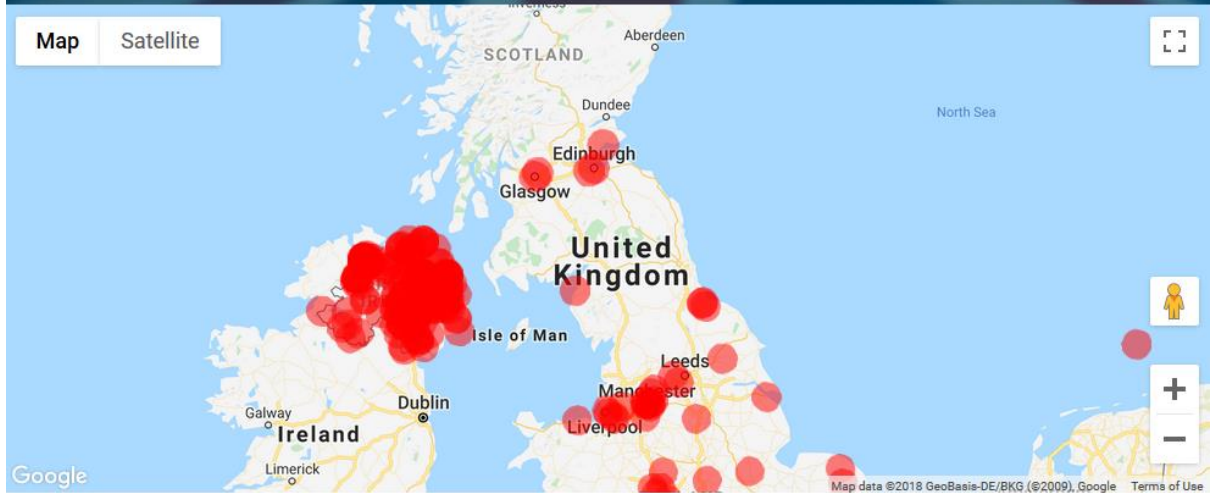 Inverness
Map Satellite
Aberdeen
SCOTLAND
Dundee
North Sea
Edinburgh
Glasgow
United
Kingdom
Isle of Man
Leeds
Manchester
Dublin
Galway
Liverpool
Ireland
Limerick
Google
Map data ©2018 GeoBasis-DE/BKG (©2009), Google Terms of Use